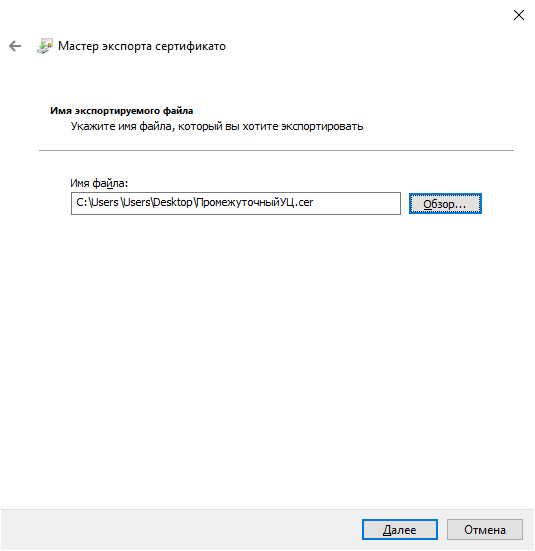 Мастер экспорта сертификато
Имя экспортируемого файла
Укажите имя файла, который вы хотите экспортировать
Имя файла:
C:\Users\Users\Desktop\ПромежуточныйУЦ.cer
Обзор...
Далее
Отмена